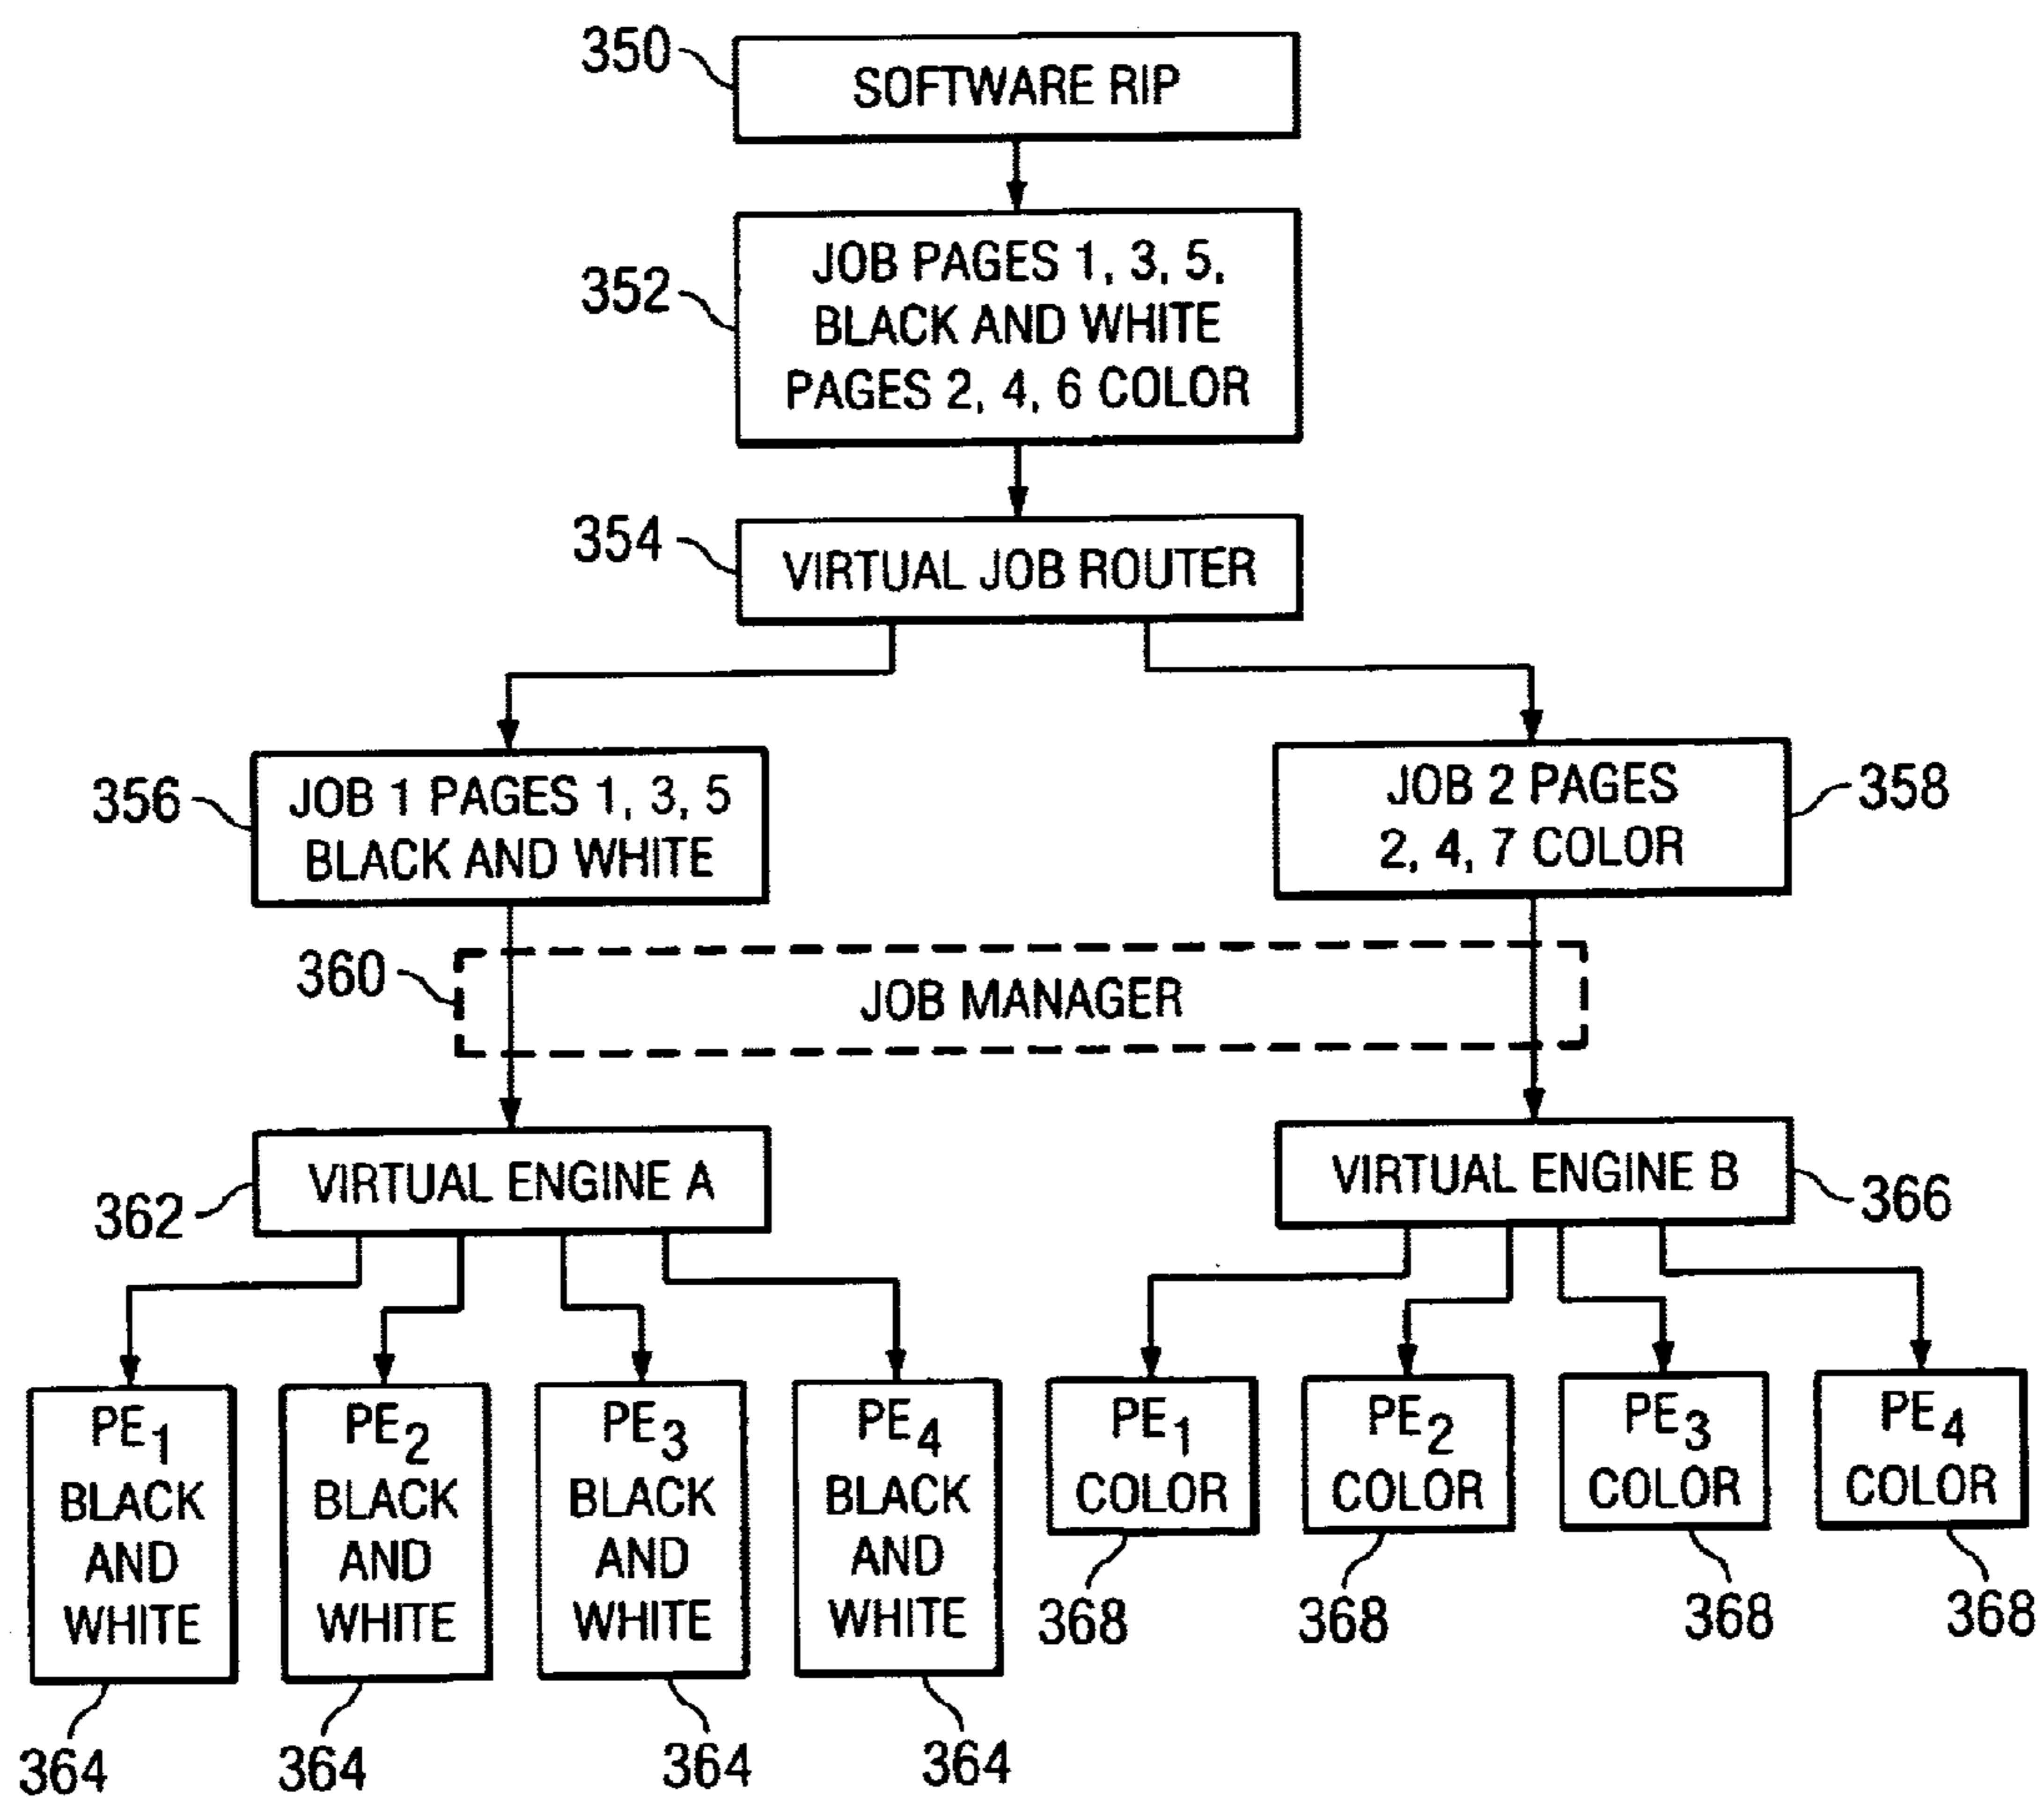 350
SOFTWARE RIP
352
JOB PAGES 1, 3, 5,
BLACK AND WHITE
PAGES 2, 4, 6 COLOR
354
VIRTUAL JOB ROUTER
356
JOB 1 PAGES 1, 3, 5
BLACK AND WHITE
JOB 2 PAGES
2, 4, 7 COLOR
358
360
JOB MANAGER
362
VIRTUAL ENGINE A
VIRTUAL ENGINE B
366
PE1
BLACK
AND
WHITE
364
PE2
BLACK
AND
WHITE
364
PE3
BLACK
AND
WHITE
364
PE4
BLACK
AND
WHITE
364
PE1
COLOR
368
PE2
COLOR
368
PE3
COLOR
368
PE4
COLOR
368